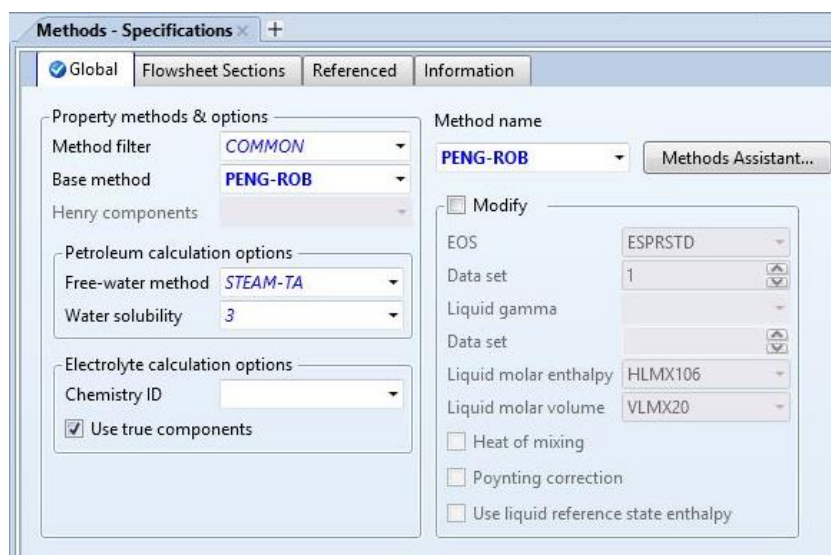 Methods - Specifications × +
Global Flowsheet Sections Referenced Information
Property methods & options
Method filter COMMON
Base method PENG-ROB
Henry components
Petroleum calculation options
Free-water method STEAM-TA
Water solubility 3
Electrolyte calculation options
Chemistry ID
Use true components
Method name
PENG-ROB Methods Assistant...
Modify
EOS ESPRSTD
Data set 1
Liquid gamma
Data set
Liquid molar enthalpy HLMX106
Liquid molar volume VLMX20
Heat of mixing
Poynting correction
Use liquid reference state enthalpy